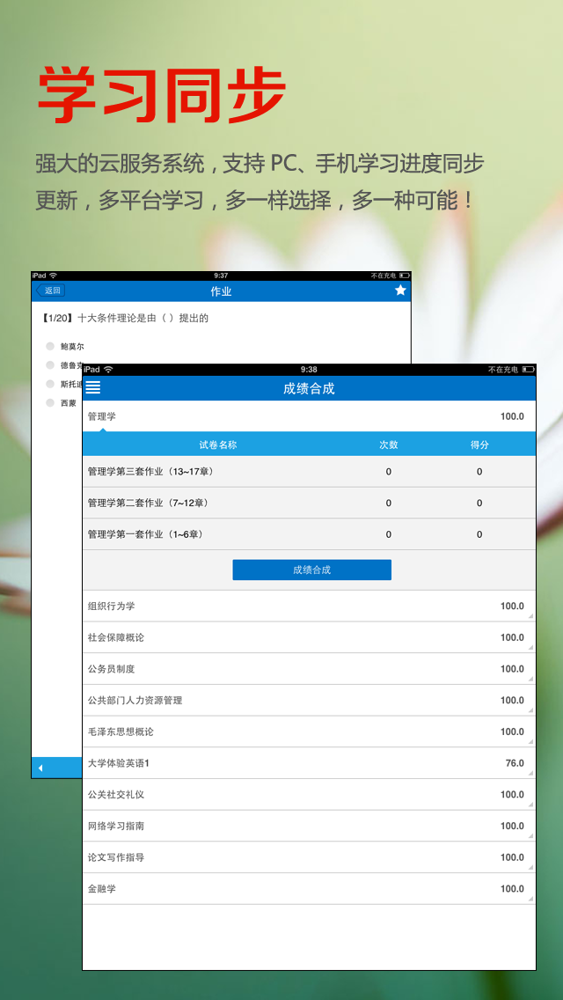 学习同步
强大的云服务系统，支持 PC、手机学习进度同步
更新，多平台学习，多一样选择，多一种可能！
iPad 9:37 不在充电
返回 作业
【1/20】十大条件理论是由（ ）提出的
鲍莫尔
德鲁克
斯托
西蒙
iPad 9:38 不在充电
成绩合成
管理学 100.0
试卷名称 次数 得分
管理学第三套作业（13~17章） 0 0
管理学第二套作业（7~12章） 0 0
管理学第一套作业（1~6章） 0 0
成绩合成
组织行为学 100.0
社会保障概论 100.0
公务员制度 100.0
公共部门人力资源管理 100.0
毛泽东思想概论 100.0
大学体验英语1 76.0
公关社交礼仪 100.0
网络学习指南 100.0
论文写作指导 100.0
金融学 100.0